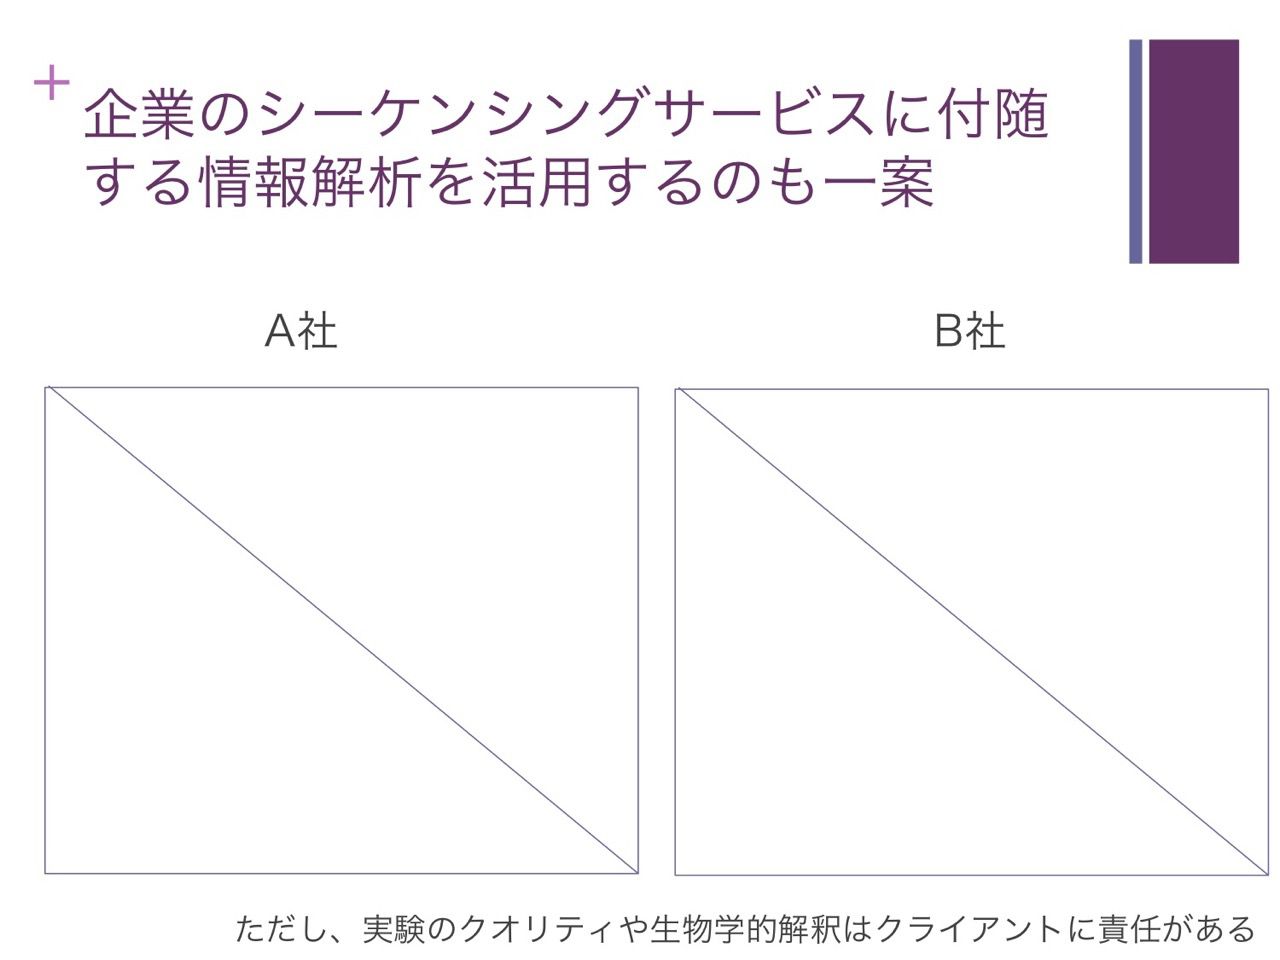 +
企業のシーケンシングサービスに付随
する情報解析を活用するのも一案
A社
B社
ただし、実験のクオリティや生物学的解釈はクライアントに責任がある